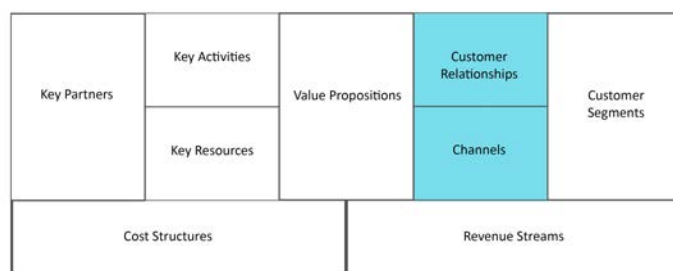 Key Partners
Key Activities
Key Resources
Value Propositions
Customer
Relationships
Channels
Customer
Segments
Cost Structures
Revenue Streams